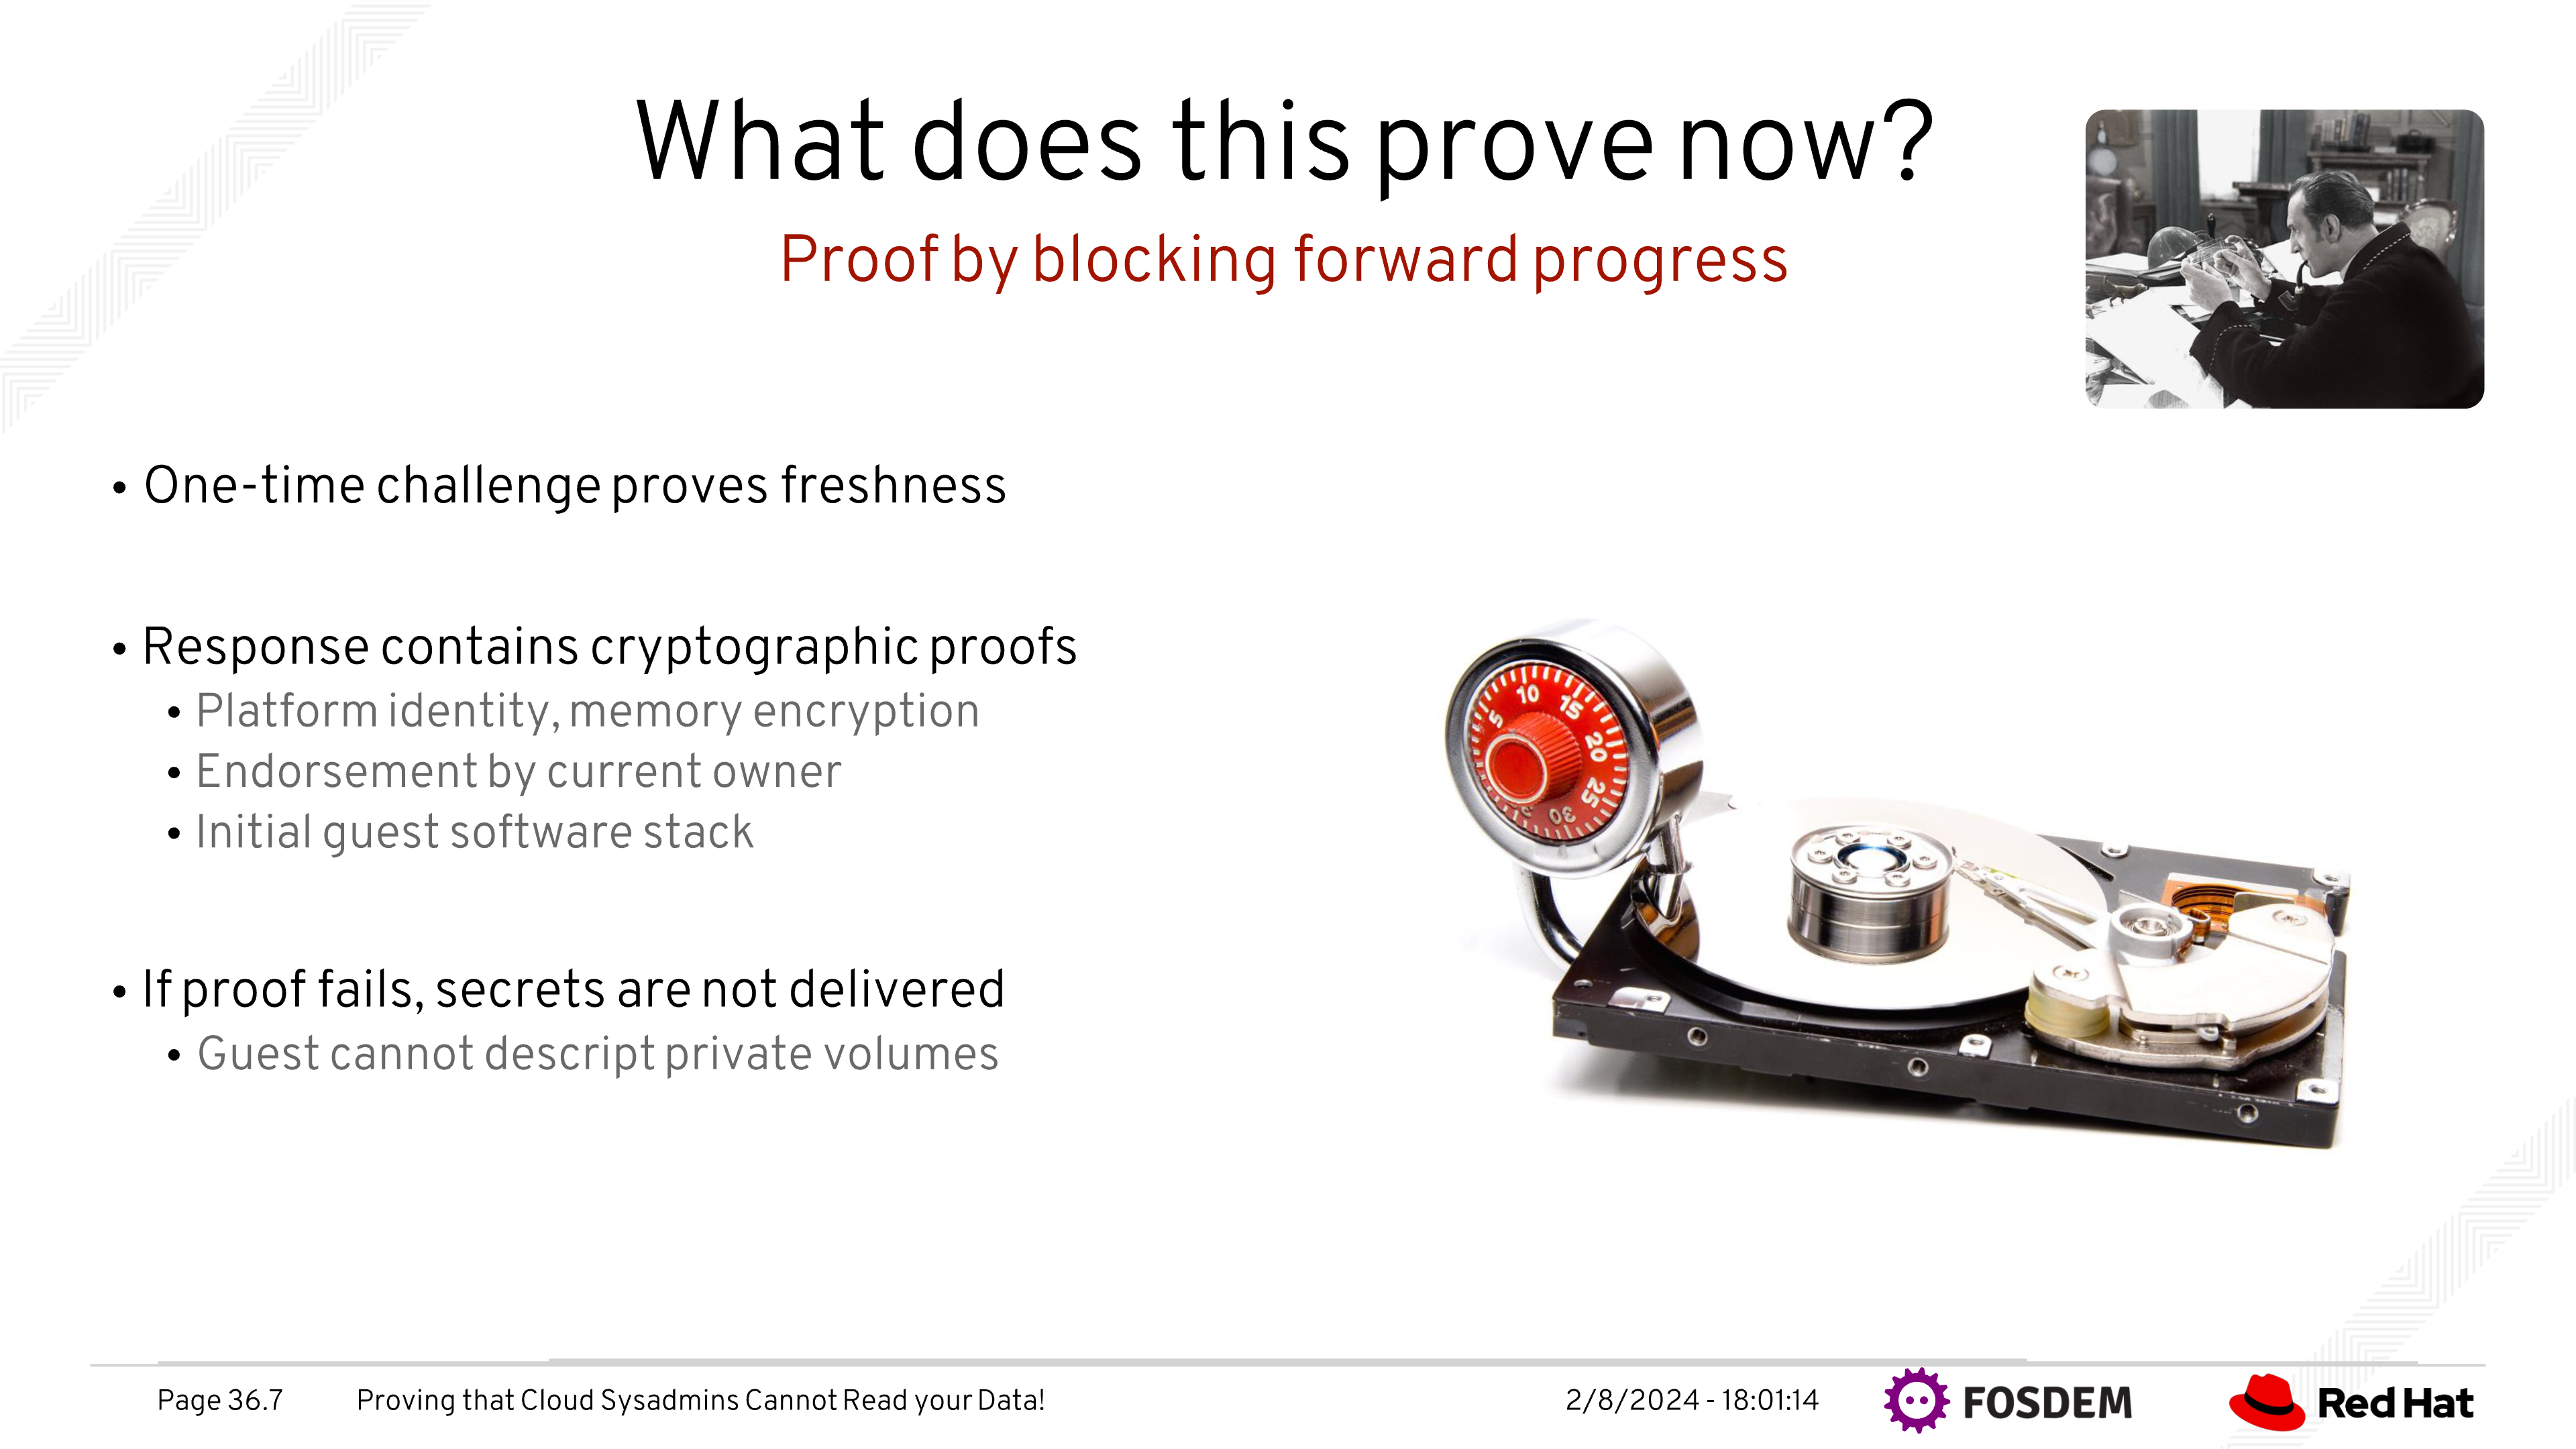 What does this prove now?
Proof by blocking forward progress
• One-time challenge proves freshness
• Response contains cryptographic proofs
• Platform identity, memory encryption
• Endorsement by current owner
• Initial guest software stack
• If proof fails, secrets are not delivered
• Guest cannot descript private volumes
5 10 15 20 25 30
Page 36.7 Proving that Cloud Sysadmins Cannot Read your Data! 2/8/2024 - 18:01:14 FOSDEM Red Hat